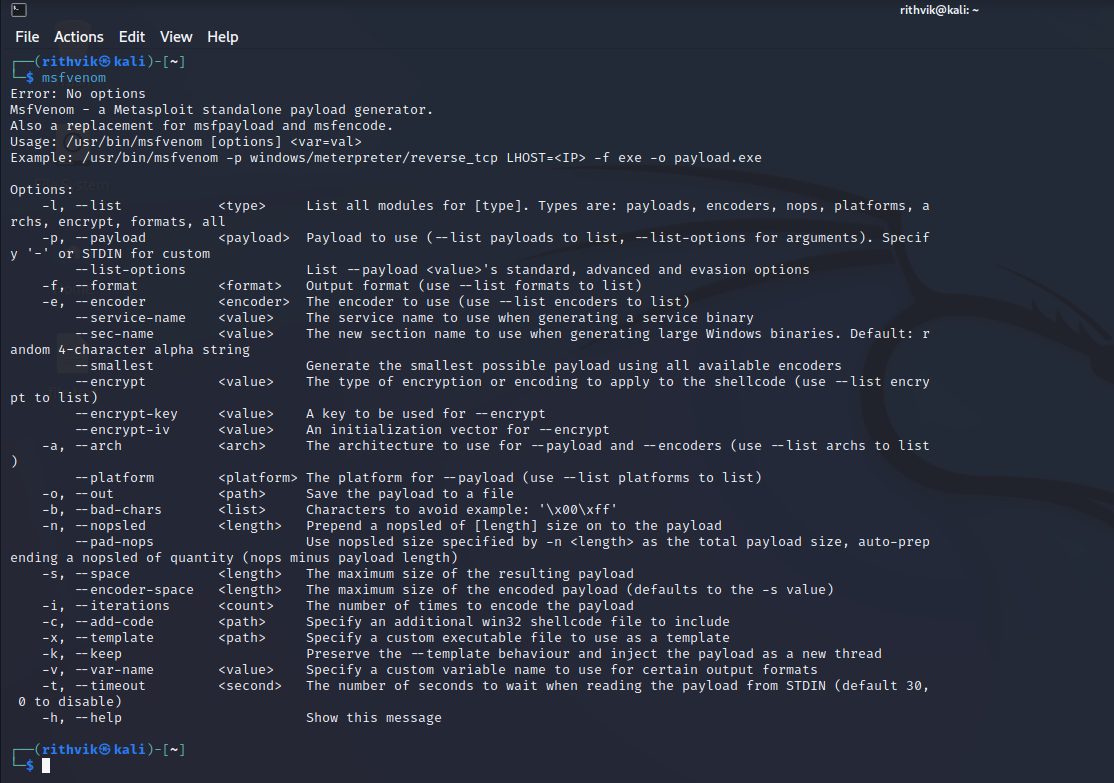 rithvik@kali: ~
File Actions Edit View Help
┌──(rithvik㉿kali)-[~]
└─$ msfvenom
Error: No options
MsfVenom - a Metasploit standalone payload generator.
Also a replacement for msfpayload and msfencode.
Usage: /usr/bin/msfvenom [options] <var=val>
Example: /usr/bin/msfvenom -p windows/meterpreter/reverse_tcp LHOST=<IP> -f exe -o payload.exe
Options:
    -l, --list            <type>     List all modules for [type]. Types are: payloads, encoders, nops, platforms, a
rchs, encrypt, formats, all
    -p, --payload         <payload>  Payload to use (--list payloads to list, --list-options for arguments). Specif
y '-' or STDIN for custom
        --list-options               List --payload <value>'s standard, advanced and evasion options
    -f, --format          <format>   Output format (use --list formats to list)
    -e, --encoder         <encoder>  The encoder to use (use --list encoders to list)
        --service-name    <value>    The service name to use when generating a service binary
        --sec-name        <value>    The new section name to use when generating large Windows binaries. Default: r
andom 4-character alpha string
        --smallest                   Generate the smallest possible payload using all available encoders
        --encrypt         <value>    The type of encryption or encoding to apply to the shellcode (use --list encry
pt to list)
        --encrypt-key     <value>    A key to be used for --encrypt
        --encrypt-iv      <value>    An initialization vector for --encrypt
    -a, --arch            <arch>     The architecture to use for --payload and --encoders (use --list archs to list
)
        --platform        <platform> The platform for --payload (use --list platforms to list)
    -o, --out             <path>     Save the payload to a file
    -b, --bad-chars       <list>     Characters to avoid example: '\x00\xff'
    -n, --nopsled         <length>   Prepend a nopsled of [length] size on to the payload
        --pad-nops                   Use nopsled size specified by -n <length> as the total payload size, auto-prep
ending a nopsled of quantity (nops minus payload length)
    -s, --space           <length>   The maximum size of the resulting payload
        --encoder-space   <length>   The maximum size of the encoded payload (defaults to the -s value)
    -i, --iterations      <count>    The number of times to encode the payload
    -c, --add-code        <path>     Specify an additional win32 shellcode file to include
    -x, --template        <path>     Specify a custom executable file to use as a template
    -k, --keep                       Preserve the --template behaviour and inject the payload as a new thread
    -v, --var-name        <value>    Specify a custom variable name to use for certain output formats
    -t, --timeout         <second>   The number of seconds to wait when reading the payload from STDIN (default 30,
 0 to disable)
    -h, --help                       Show this message
┌──(rithvik㉿kali)-[~]
└─$